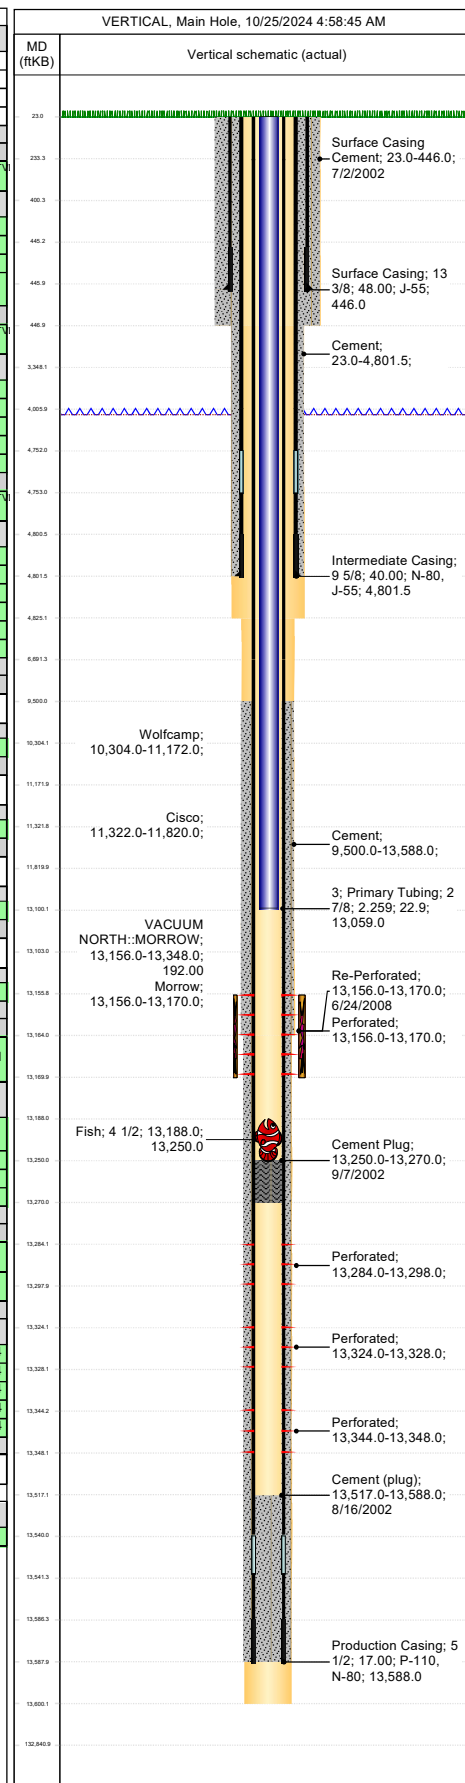 VERTICAL, Main Hole, 10/25/2024 4:58:45 AM
MD
(ftKB)
Vertical schematic (actual)
23.0
Surface Casing
Cement; 23.0-446.0;
7/2/2002
233.3
400.3
445.2
Surface Casing; 13
3/8; 48.00; J-55;
446.0
445.9
446.9
Cement;
23.0-4,801.5;
3,348.1
4,005.9
4,752.0
4,753.0
4,800.5
Intermediate Casing;
9 5/8; 40.00; N-80,
J-55; 4,801.5
4,801.5
4,825.1
6,691.3
9,500.0
Wolfcamp;
10,304.0-11,172.0;
10,304.1
11,171.9
Cisco;
11,322.0-11,820.0;
11,321.8
Cement;
9,500.0-13,588.0;
11,819.9
3; Primary Tubing; 2
7/8; 2.259; 22.9;
13,059.0
13,100.1
VACUUM
NORTH::MORROW;
13,156.0-13,348.0;
192.00
Morrow;
13,156.0-13,170.0;
13,103.0
Re-Perforated;
13,156.0-13,170.0;
6/24/2008
13,155.8
Perforated;
13,156.0-13,170.0;
13,164.0
13,169.9
13,188.0
Fish; 4 1/2; 13,188.0;
13,250.0
Cement Plug;
13,250.0-13,270.0;
9/7/2002
13,250.0
13,270.0
13,284.1
Perforated;
13,284.0-13,298.0;
13,297.9
13,324.1
Perforated;
13,324.0-13,328.0;
13,328.1
13,344.2
Perforated;
13,344.0-13,348.0;
13,348.1
Cement (plug);
13,517.0-13,588.0;
8/16/2002
13,517.1
13,540.0
13,541.3
13,586.3
Production Casing; 5
1/2; 17.00; P-110,
N-80; 13,588.0
13,587.9
13,600.1
132,840.9